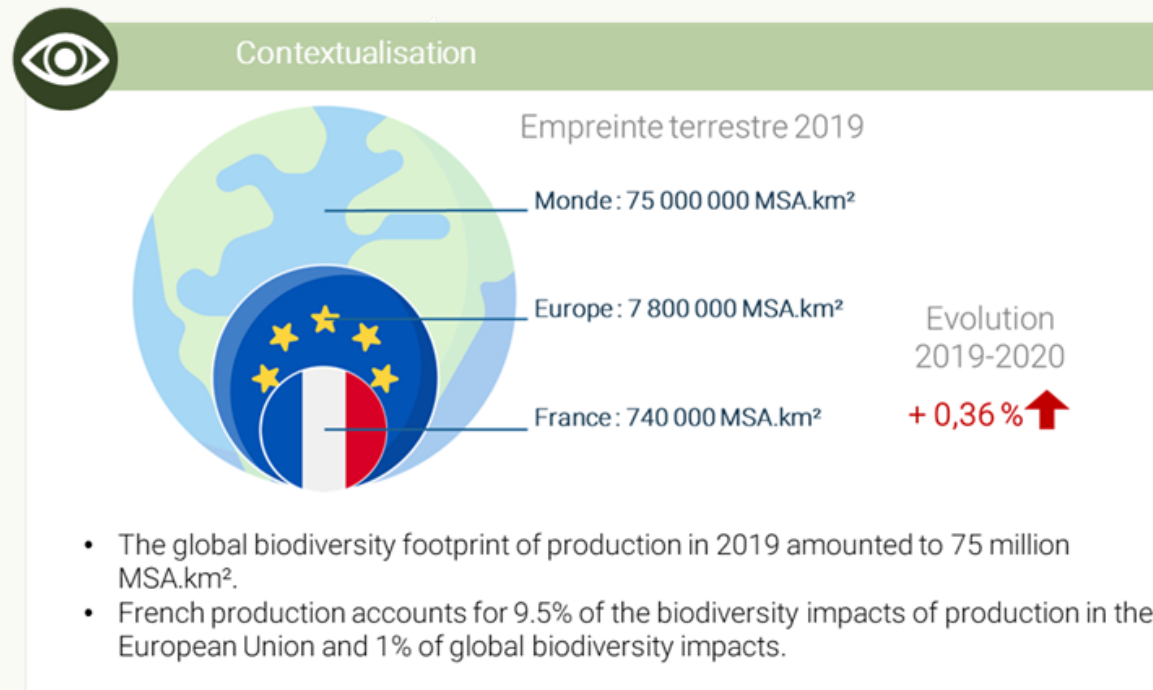 Contextualisation
Empreinte terrestre 2019
Monde : 75 000 000 MSA.km²
Europe : 7 800 000 MSA.km²
Evolution
2019-2020
France : 740 000 MSA.km²
+ 0,36 %
• The global biodiversity footprint of production in 2019 amounted to 75 million
MSA.km².
• French production accounts for 9.5% of the biodiversity impacts of production in the
European Union and 1% of global biodiversity impacts.